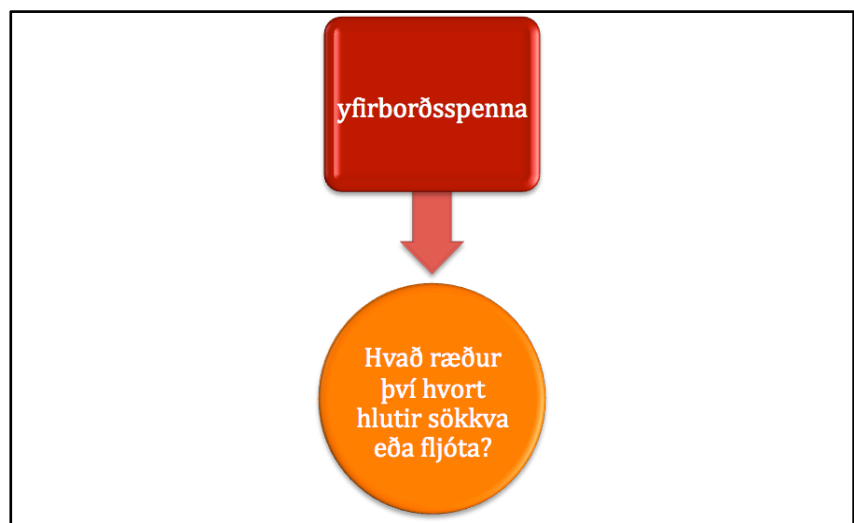 yfirborðsspenna
Hvað ræður
því hvort
hlutir sökkva
eða fljóta?